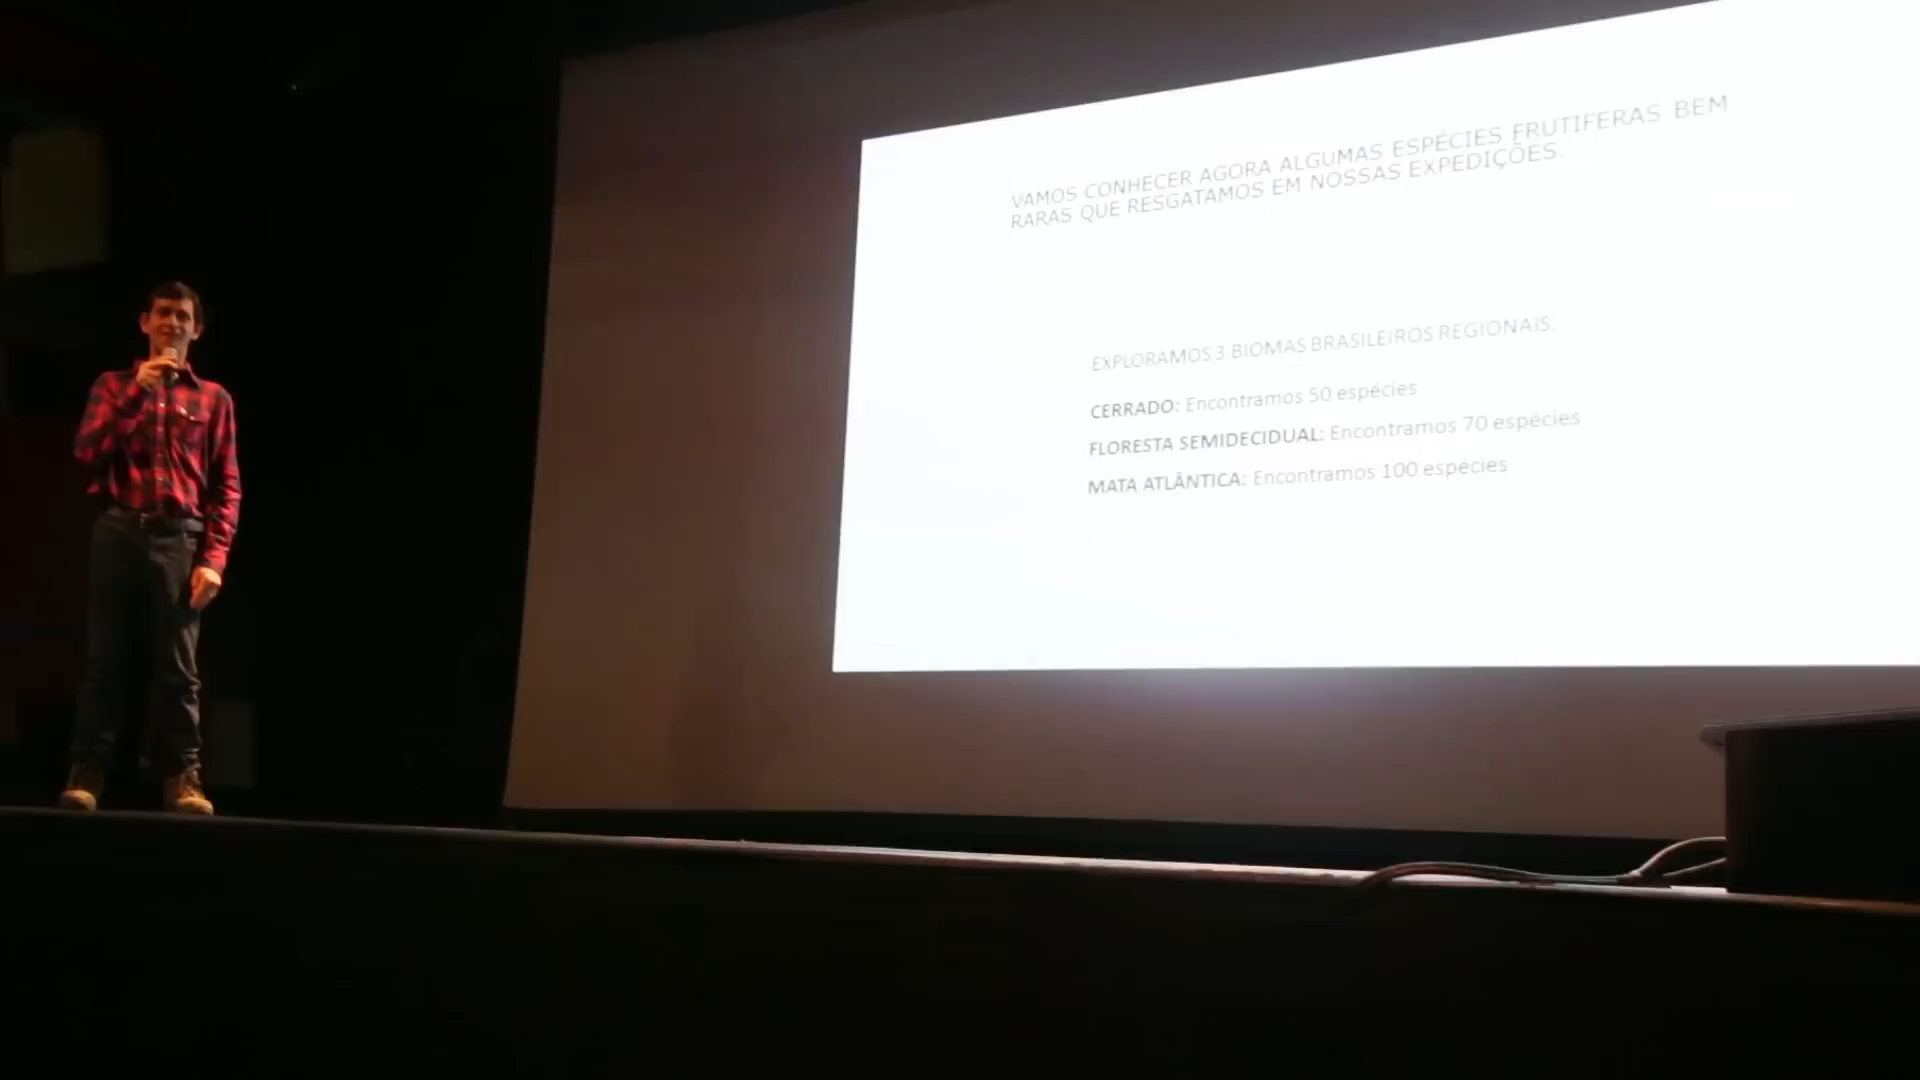 VAMOS CONHECER AGORA ALGUMAS ESPÉCIES FRUTIFERAS BEM
RARAS QUE RESGATAMOS EM NOSSAS EXPEDIÇÕES.
EXPLORAMOS 3 BIOMAS BRASILEIROS REGIONAIS:
CERRADO: Encontramos 50 espécies
FLORESTA SEMIDECIDUAL: Encontramos 70 espécies
MATA ATLÂNTICA: Encontramos 100 espécies